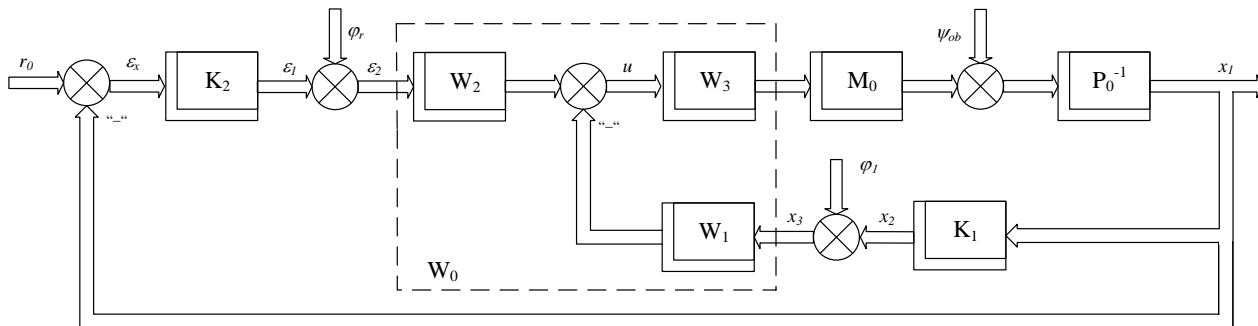 r₀
εₓ
K₂
ε₁
φᵣ
ε₂
W₂
u
W₃
M₀
ψₒb
P₀⁻¹
x₁
“–“
“–“
W₁
x₃
φ₁
x₂
K₁
W₀